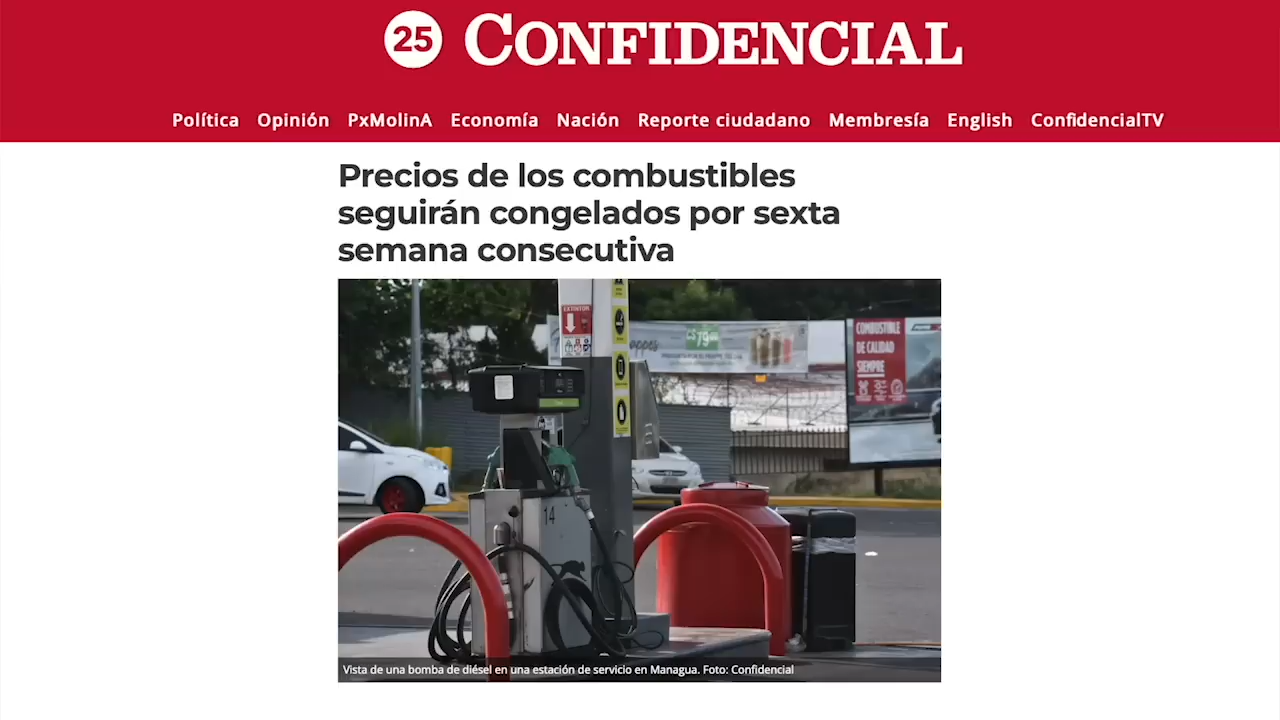 25 CONFIDENCIAL
Política Opinión PxMolinA Economía Nación Reporte ciudadano Membresía English ConfidencialTV
Precios de los combustibles
seguirán congelados por sexta
semana consecutiva
EXTINTOR
C$ 79
COMBUSTIBLE
DE CALIDAD
SIEMPRE
14
Vista de una bomba de diésel en una estación de servicio en Managua. Foto: Confidencial